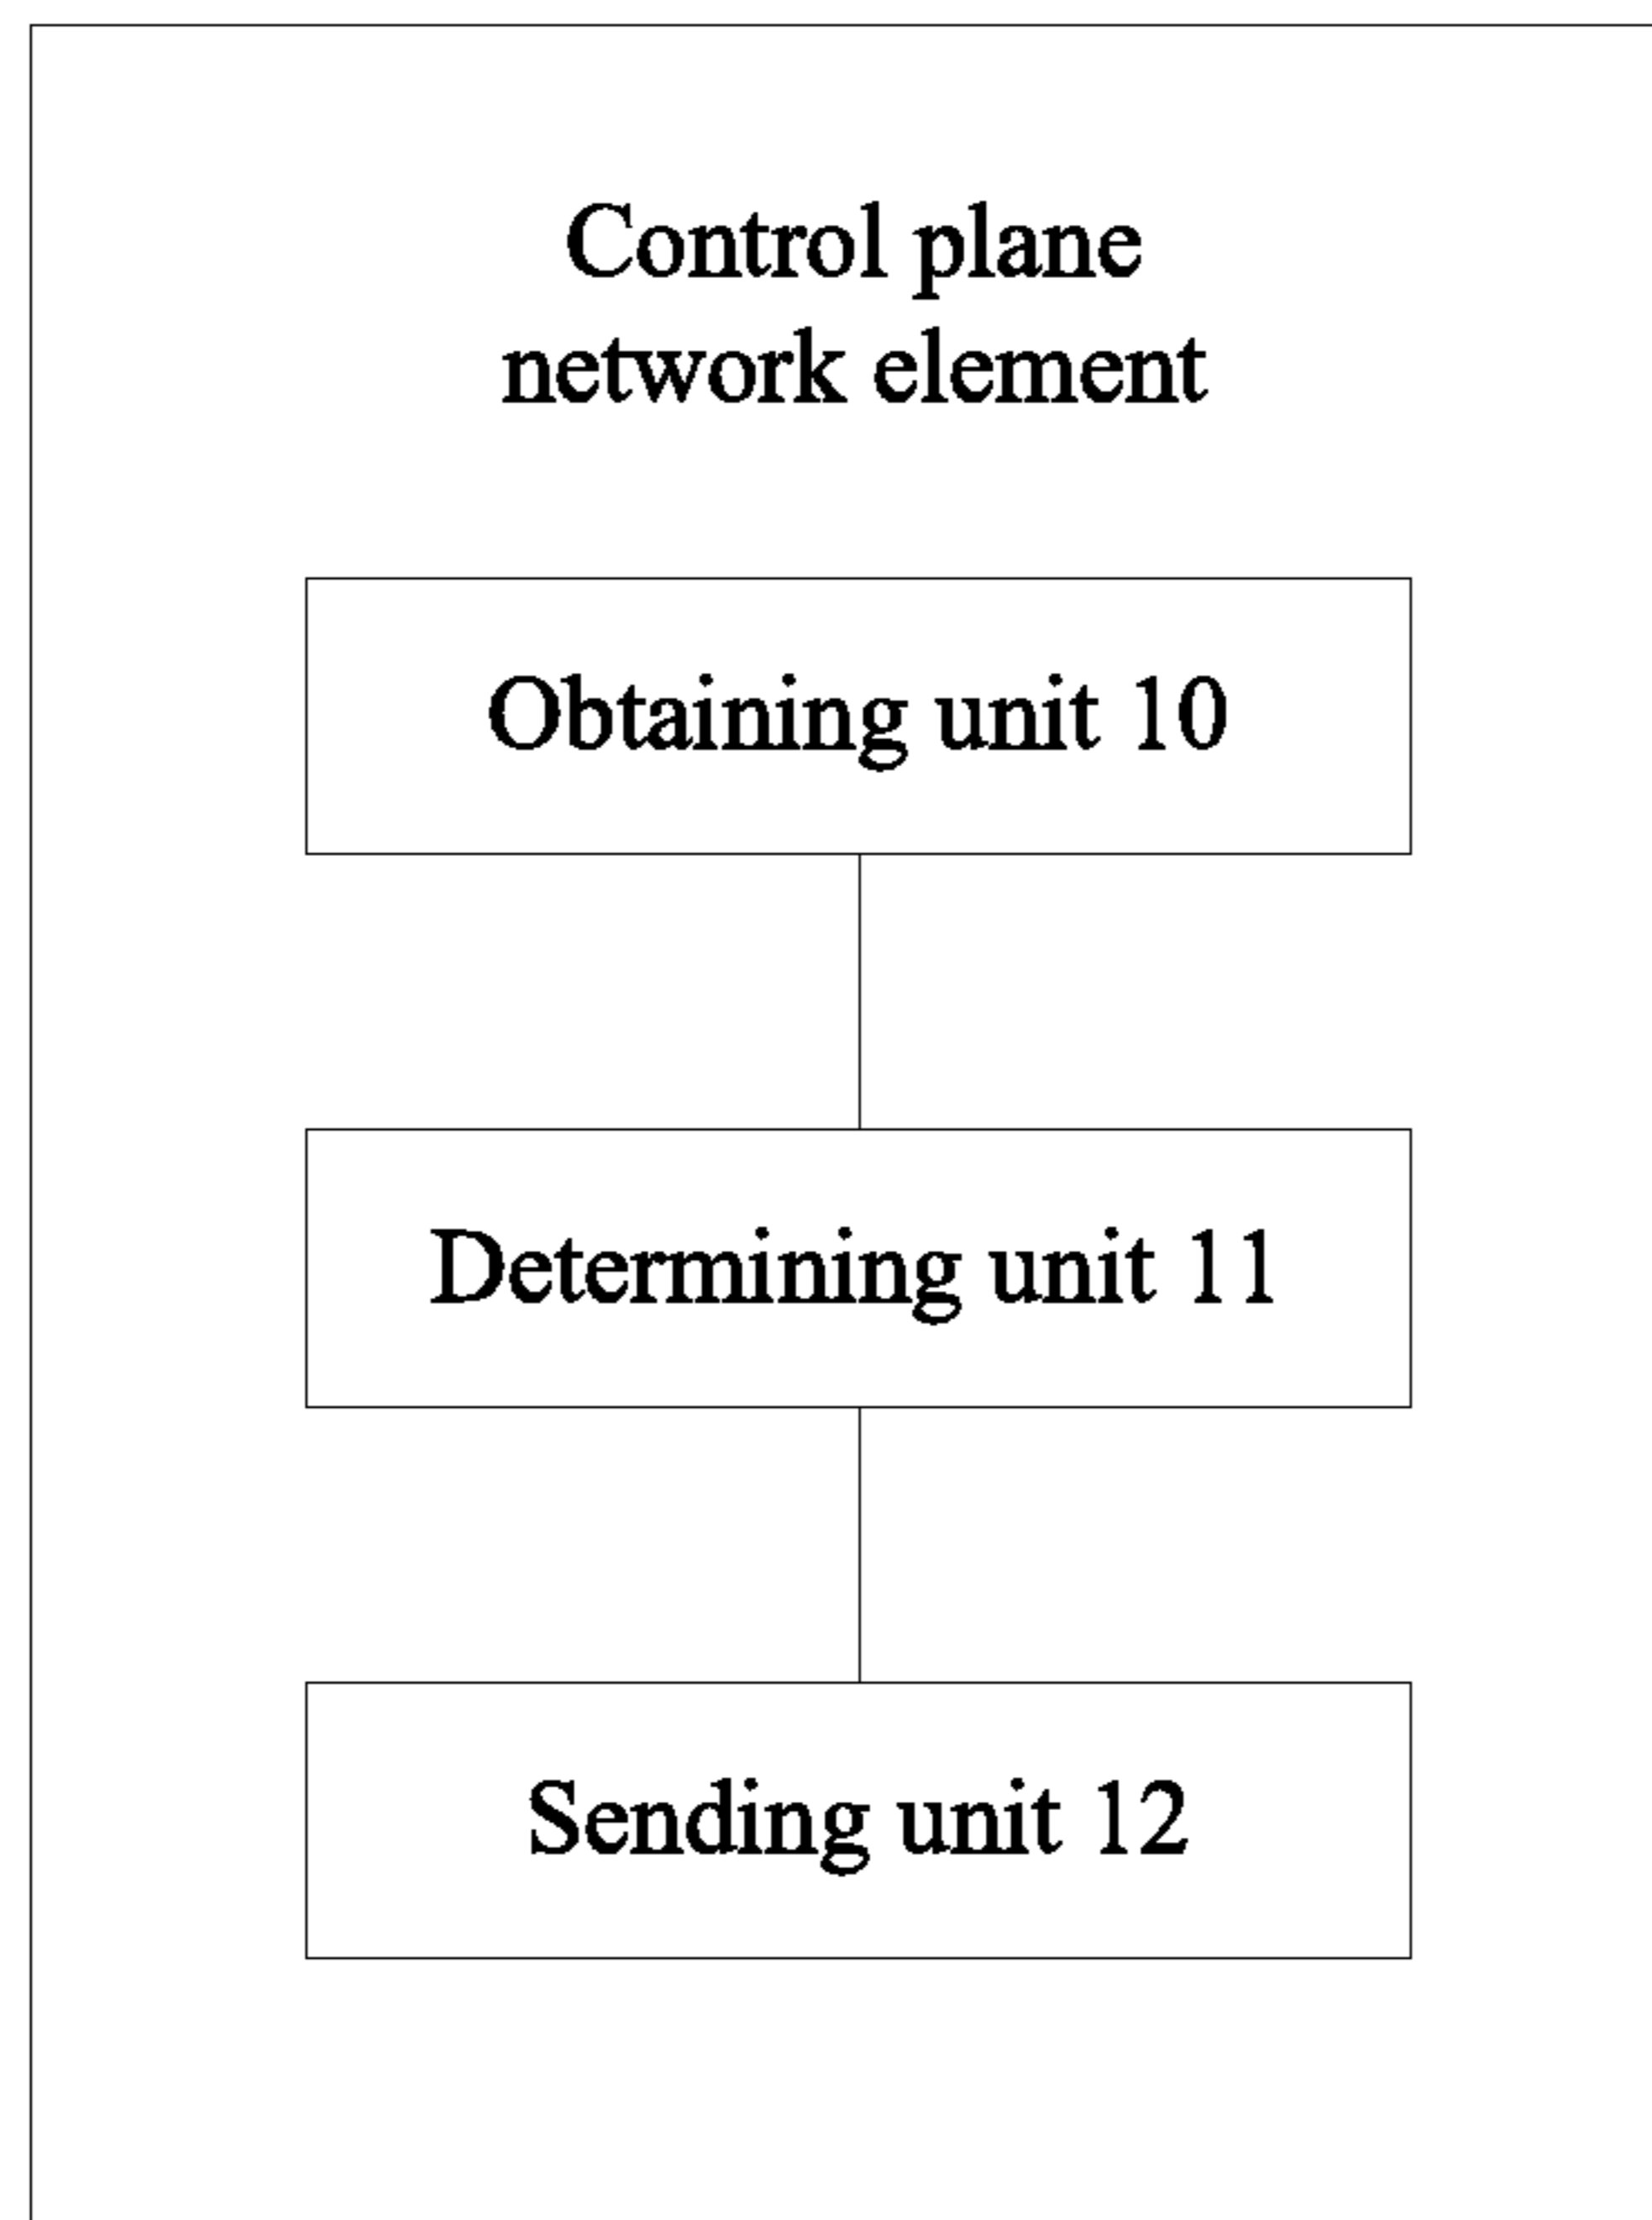 Control plane
network element
Obtaining unit 10
Determining unit 11
Sending unit 12